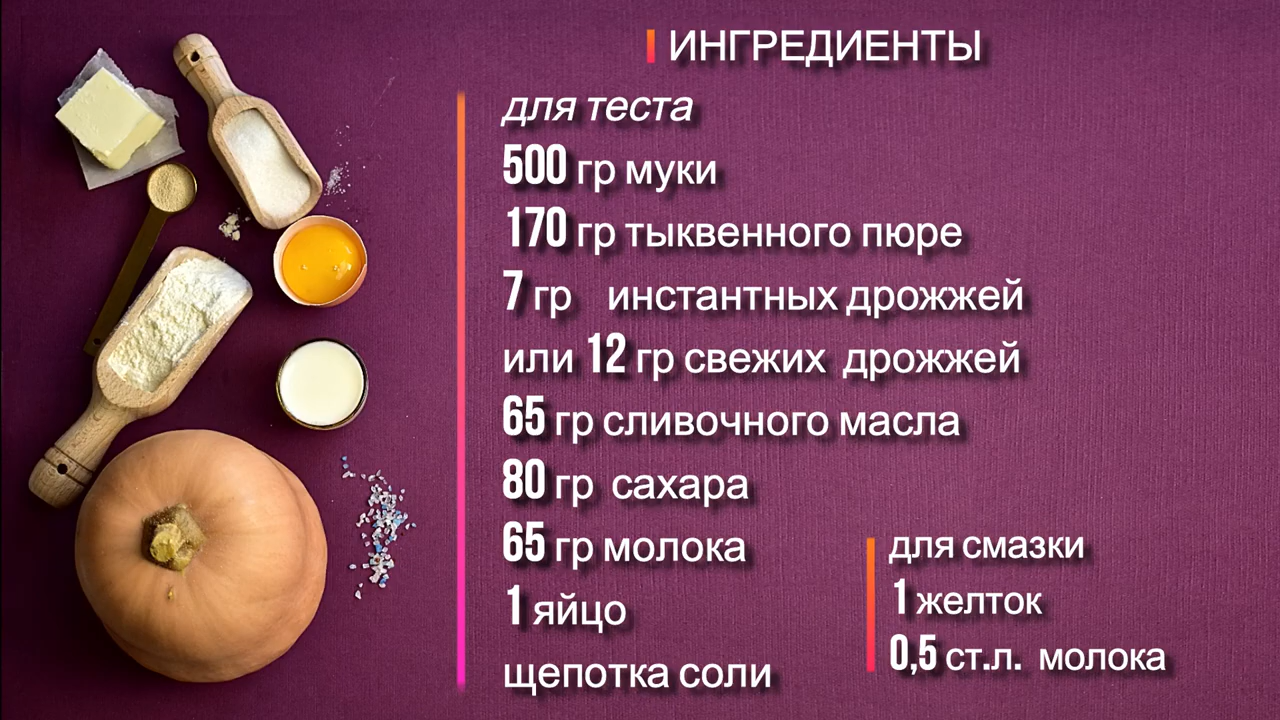 ИНГРЕДИЕНТЫ
для теста
500 гр муки
170 гр тыквенного пюре
7 гр инстантных дрожжей
или 12 гр свежих дрожжей
65 гр сливочного масла
80 гр сахара
65 гр молока
1 яйцо
щепотка соли
для смазки
1 желток
0,5 ст.л. молока